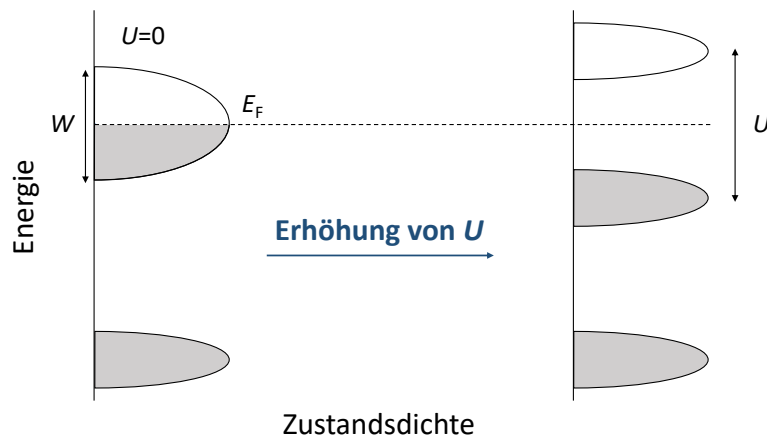 U=0
E_F
W
U
Energie
Erhöhung von U
Zustandsdichte